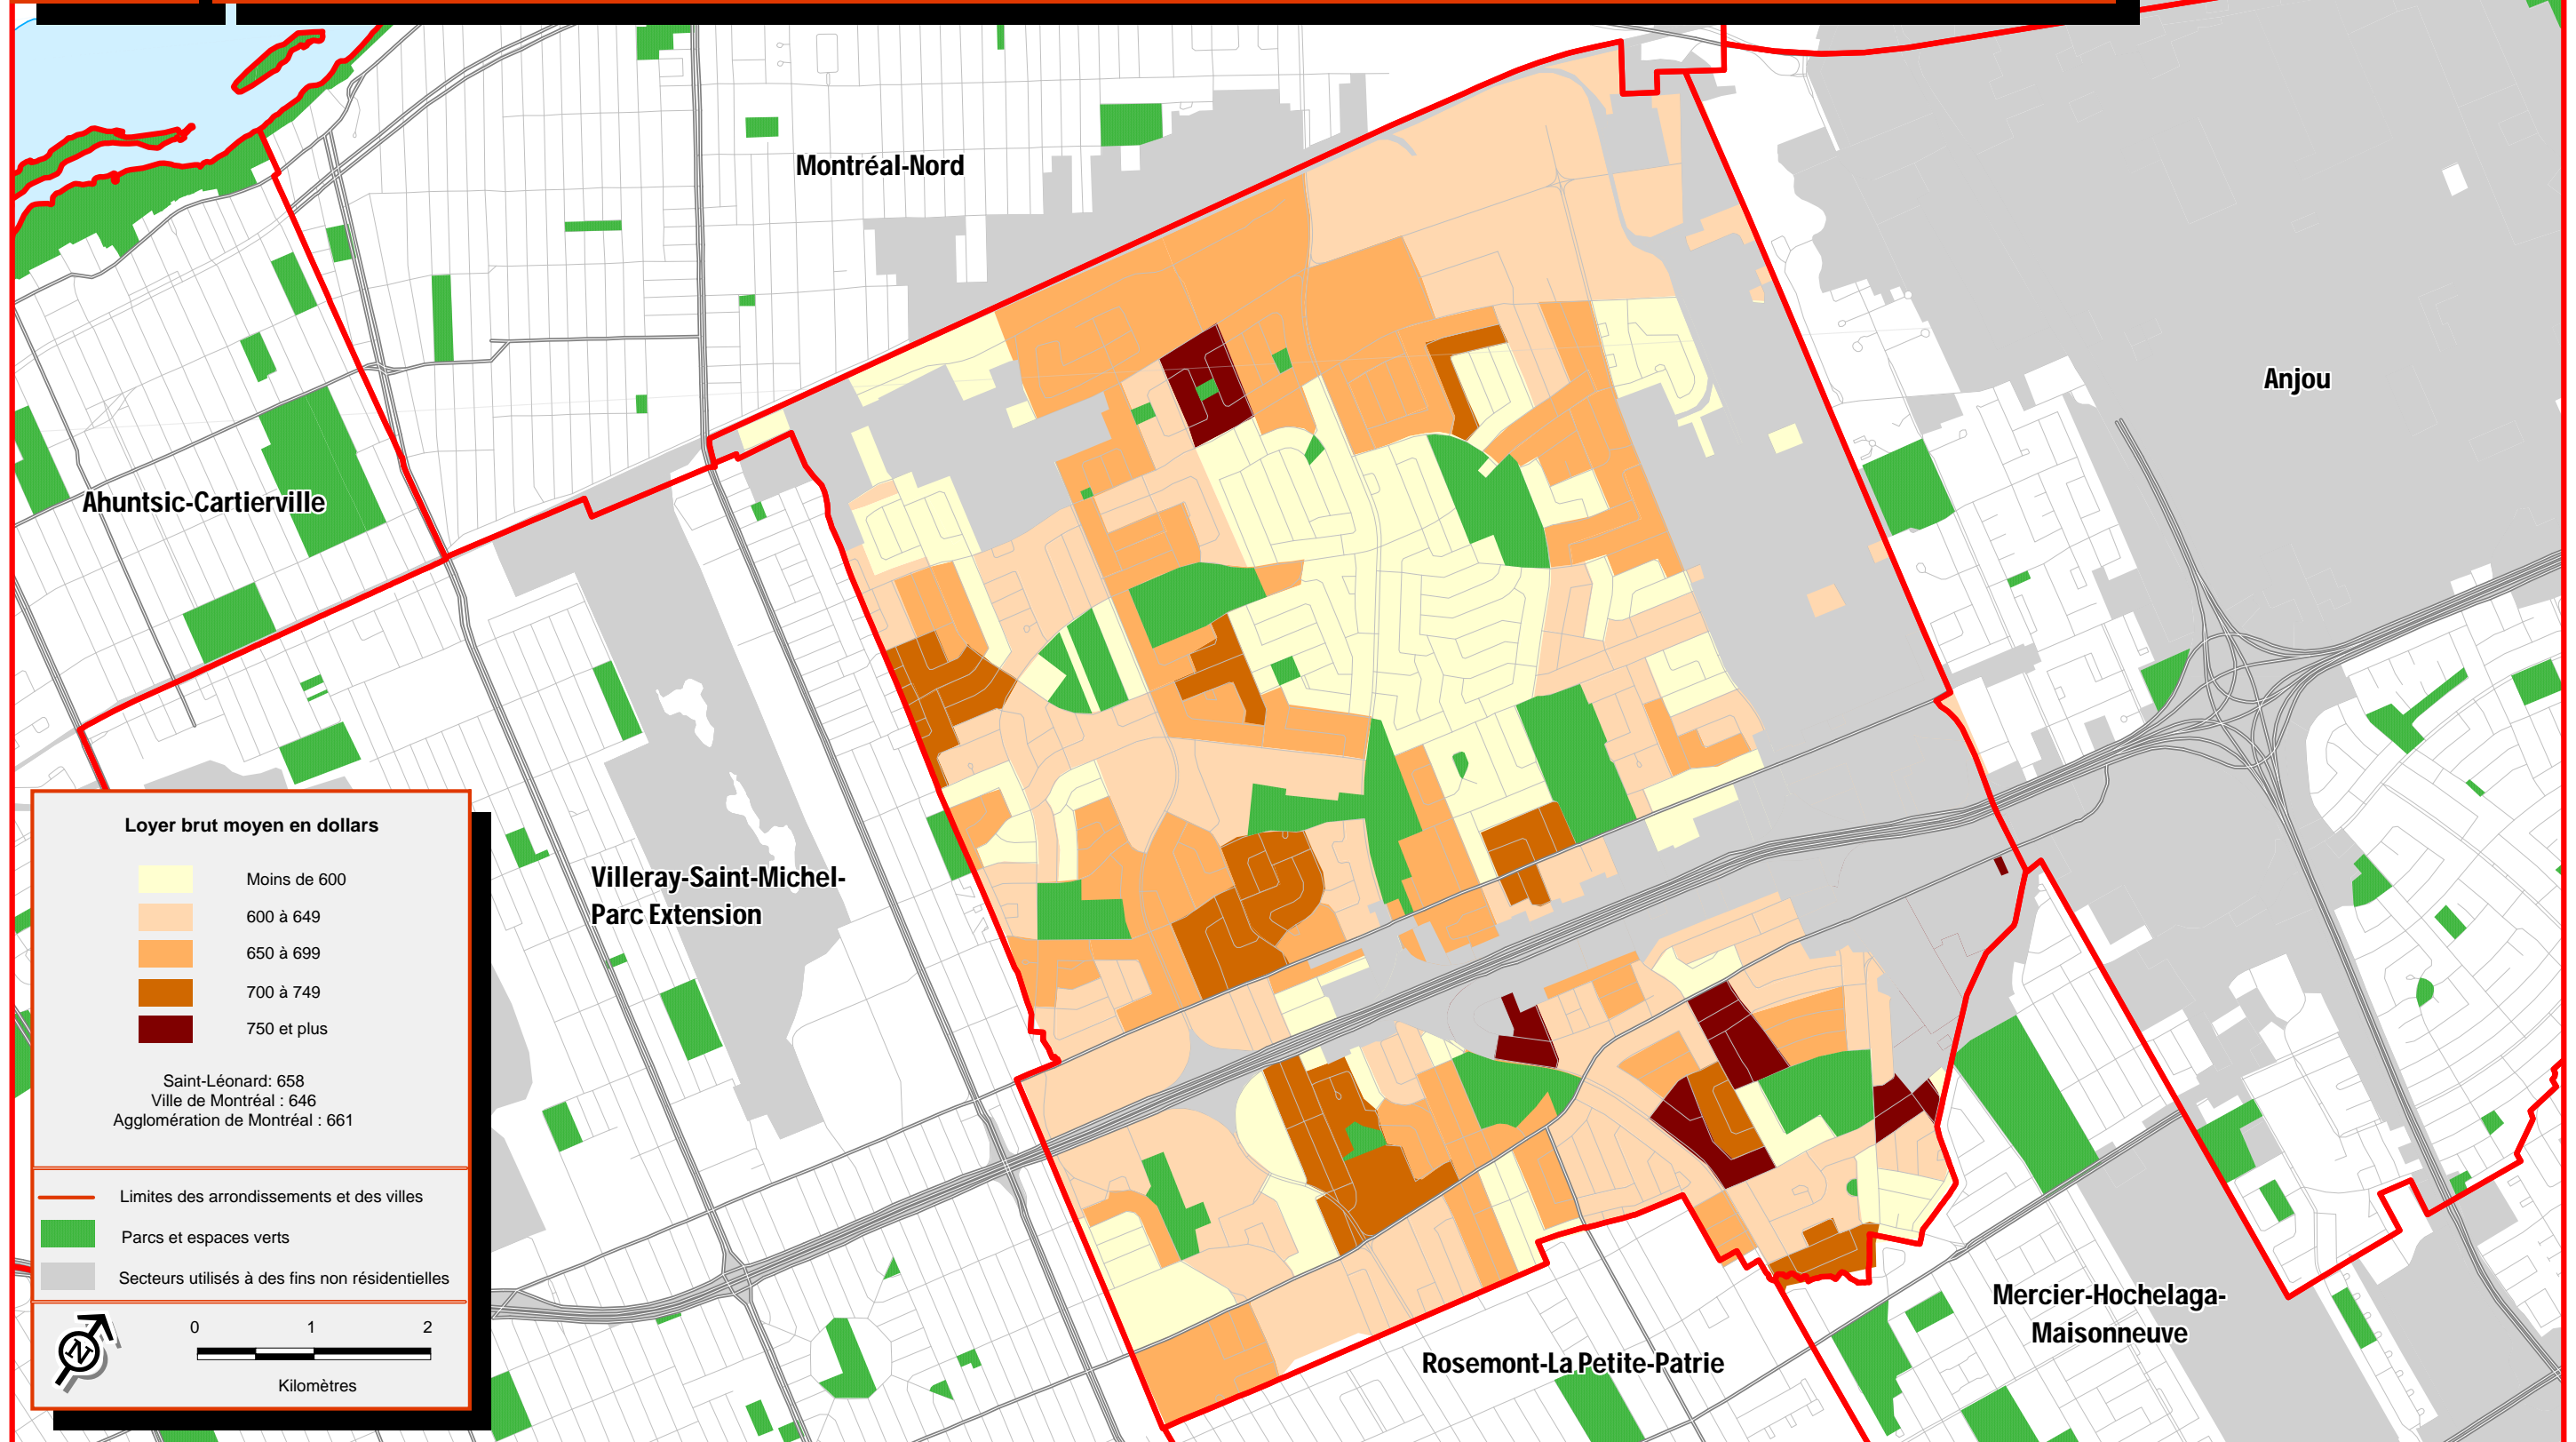 Montréal-Nord
Anjou
Ahuntsic-Cartierville
Villeray-Saint-Michel-
Parc Extension
Loyer brut moyen en dollars
Moins de 600
600 à 649
650 à 699
700 à 749
750 et plus
Saint-Léonard: 658
Ville de Montréal : 646
Agglomération de Montréal : 661
Limites des arrondissements et des villes
Parcs et espaces verts
Secteurs utilisés à des fins non résidentielles
N
0 1 2
Kilomètres
Mercier-Hochelaga-
Maisonneuve
Rosemont-La Petite-Patrie